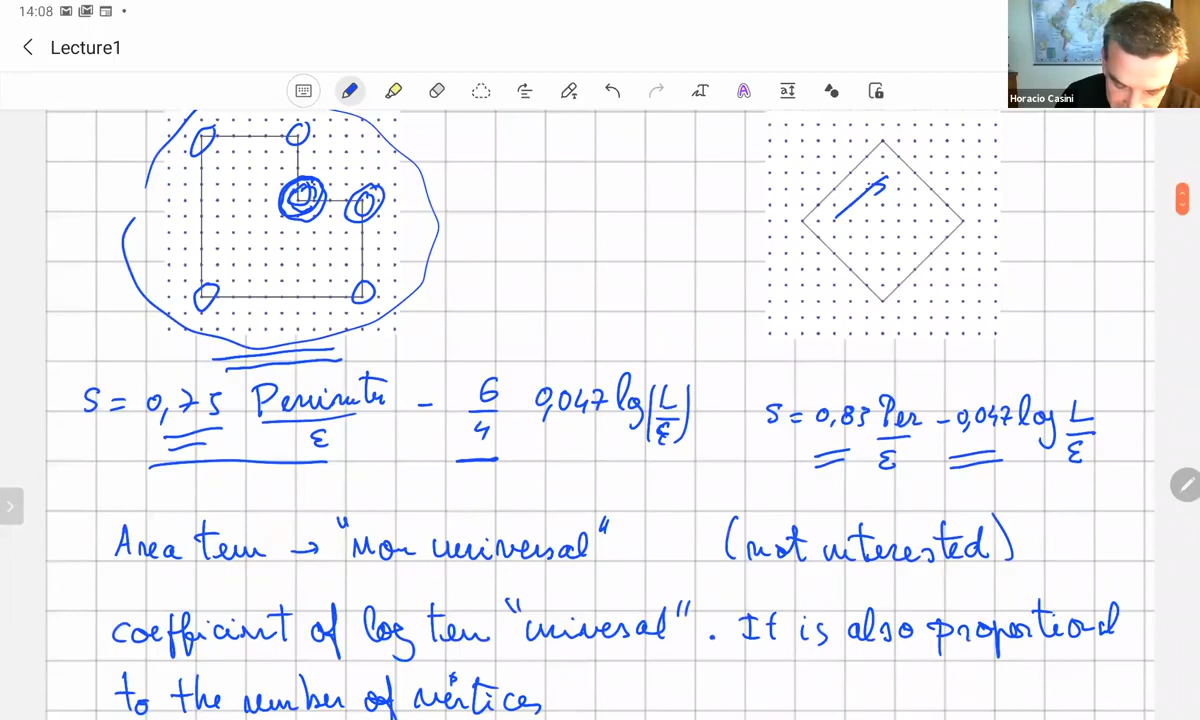 14:08
Lecture1
Horacio Casini
S = 0,75 Perimeter/ε - 6/4 0,047 log(L/ε)
S = 0,83 Per/ε - 0,047 log L/ε
Area term → "Non universal" (not interested)
coefficient of log term "universal". It is also proportional
to the number of vertices